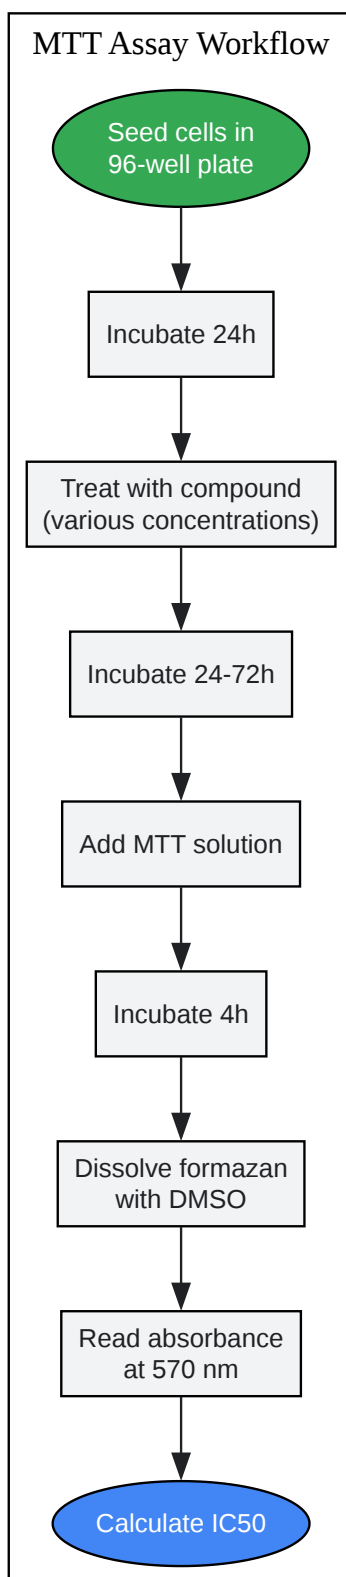 MTT Assay Workflow
Seed cells in
96-well plate
Incubate 24h
Treat with compound
(various concentrations)
Incubate 24-72h
Add MTT solution
Incubate 4h
Dissolve formazan
with DMSO
Read absorbance
at 570 nm
Calculate IC50